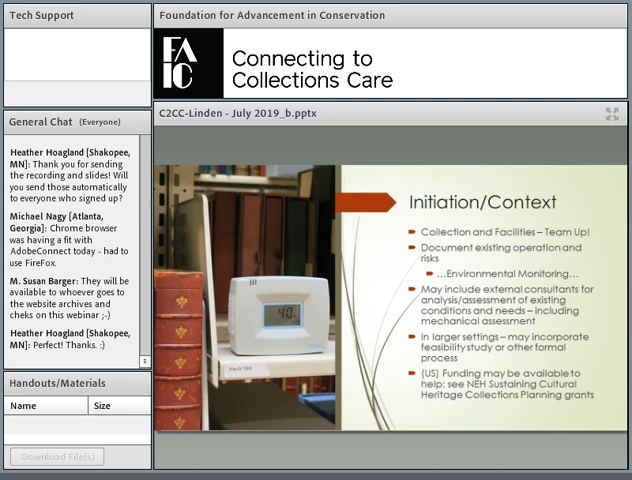 Tech Support
General Chat (Everyone)
Heather Hoagland [Shakopee,
MN]: Thank you for sending
the recording and slides! Will
you send those automatically
to everyone who signed up?
Michael Nagy [Atlanta,
Georgia]: Chrome browser
was having a fit with
AdobeConnect today - had to
use FireFox.
M. Susan Barger: They will be
available to whoever goes to
the website archives and
cheks on this webinar ;-)
Heather Hoagland [Shakopee,
MN]: Perfect! Thanks. :)
Handouts/Materials
Name
Size
Download File(s)
Foundation for Advancement in Conservation
FAIC
Connecting to
Collections Care
C2CC-Linden - July 2019_b.pptx
40
Vault 106
Initiation/Context
Collection and Facilities – Team Up!
Document existing operation and
risks
…Environmental Monitoring…
May include external consultants for
analysis/assessment of existing
conditions and needs – including
mechanical assessment
In larger settings – may incorporate
feasibility study or other formal
process
(US) Funding may be available to
help: see NEH Sustaining Cultural
Heritage Collections Planning grants